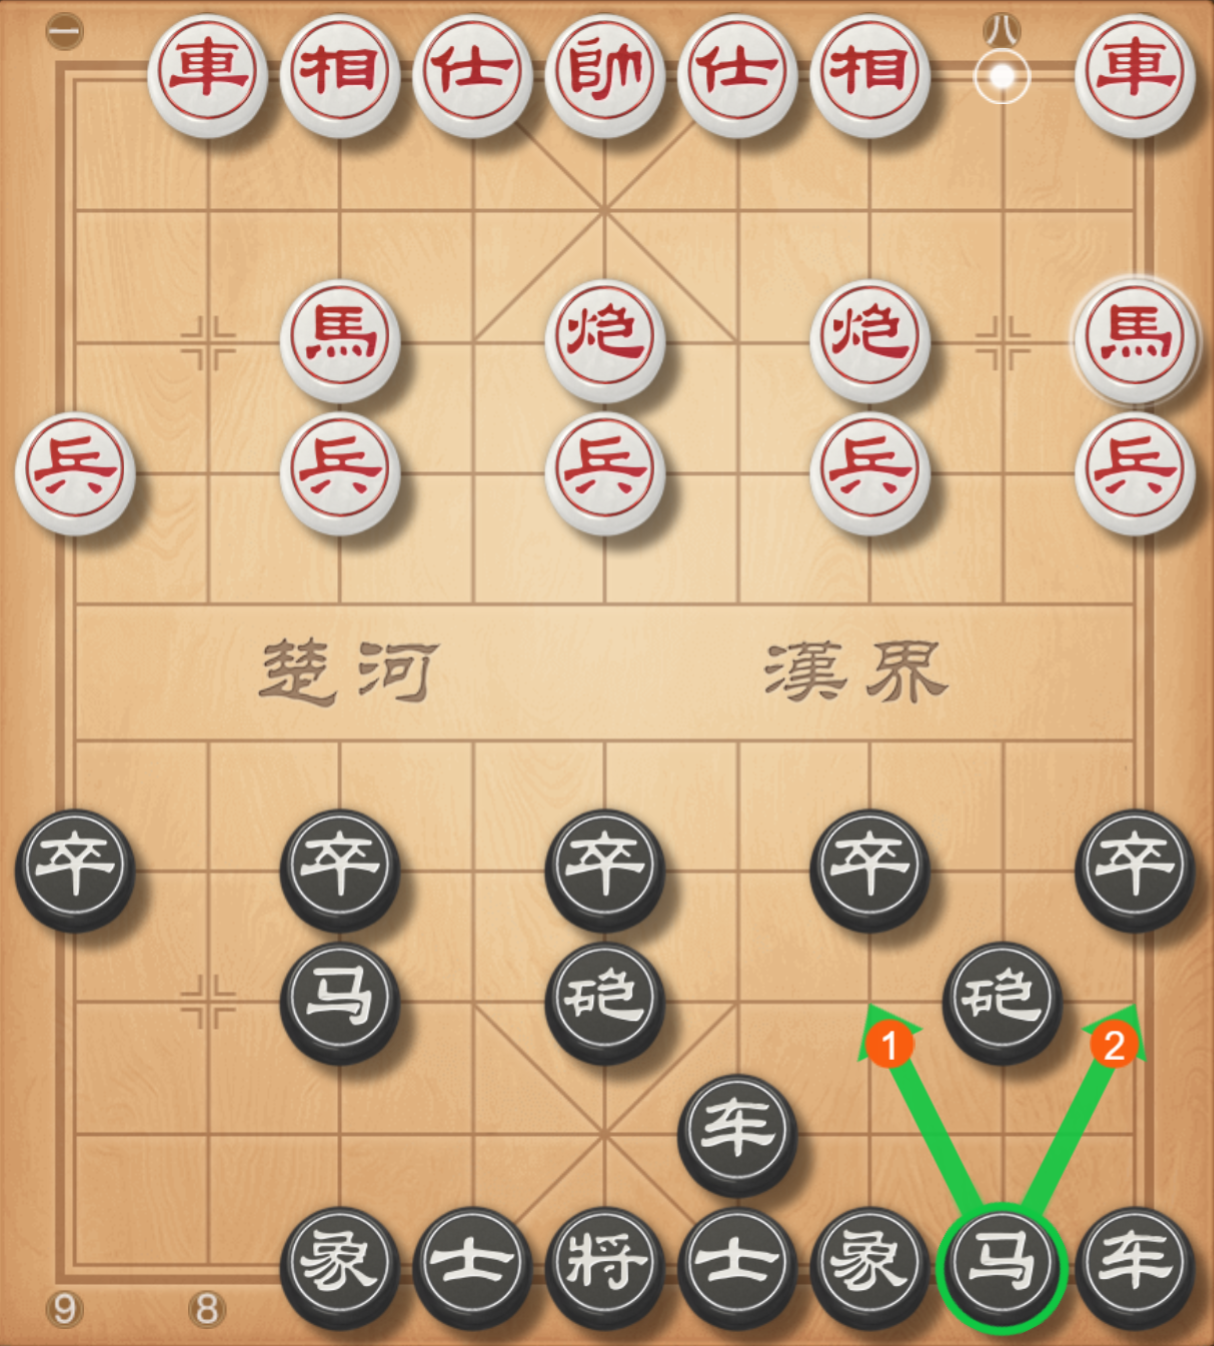 一 八
車 相 仕 帥 仕 相 車
馬 炮 炮 馬
兵 兵 兵 兵 兵
楚河 漢界
卒 卒 卒 卒 卒
马 砲 砲
1 2
车
象 士 将 士 象 马 车
9 8